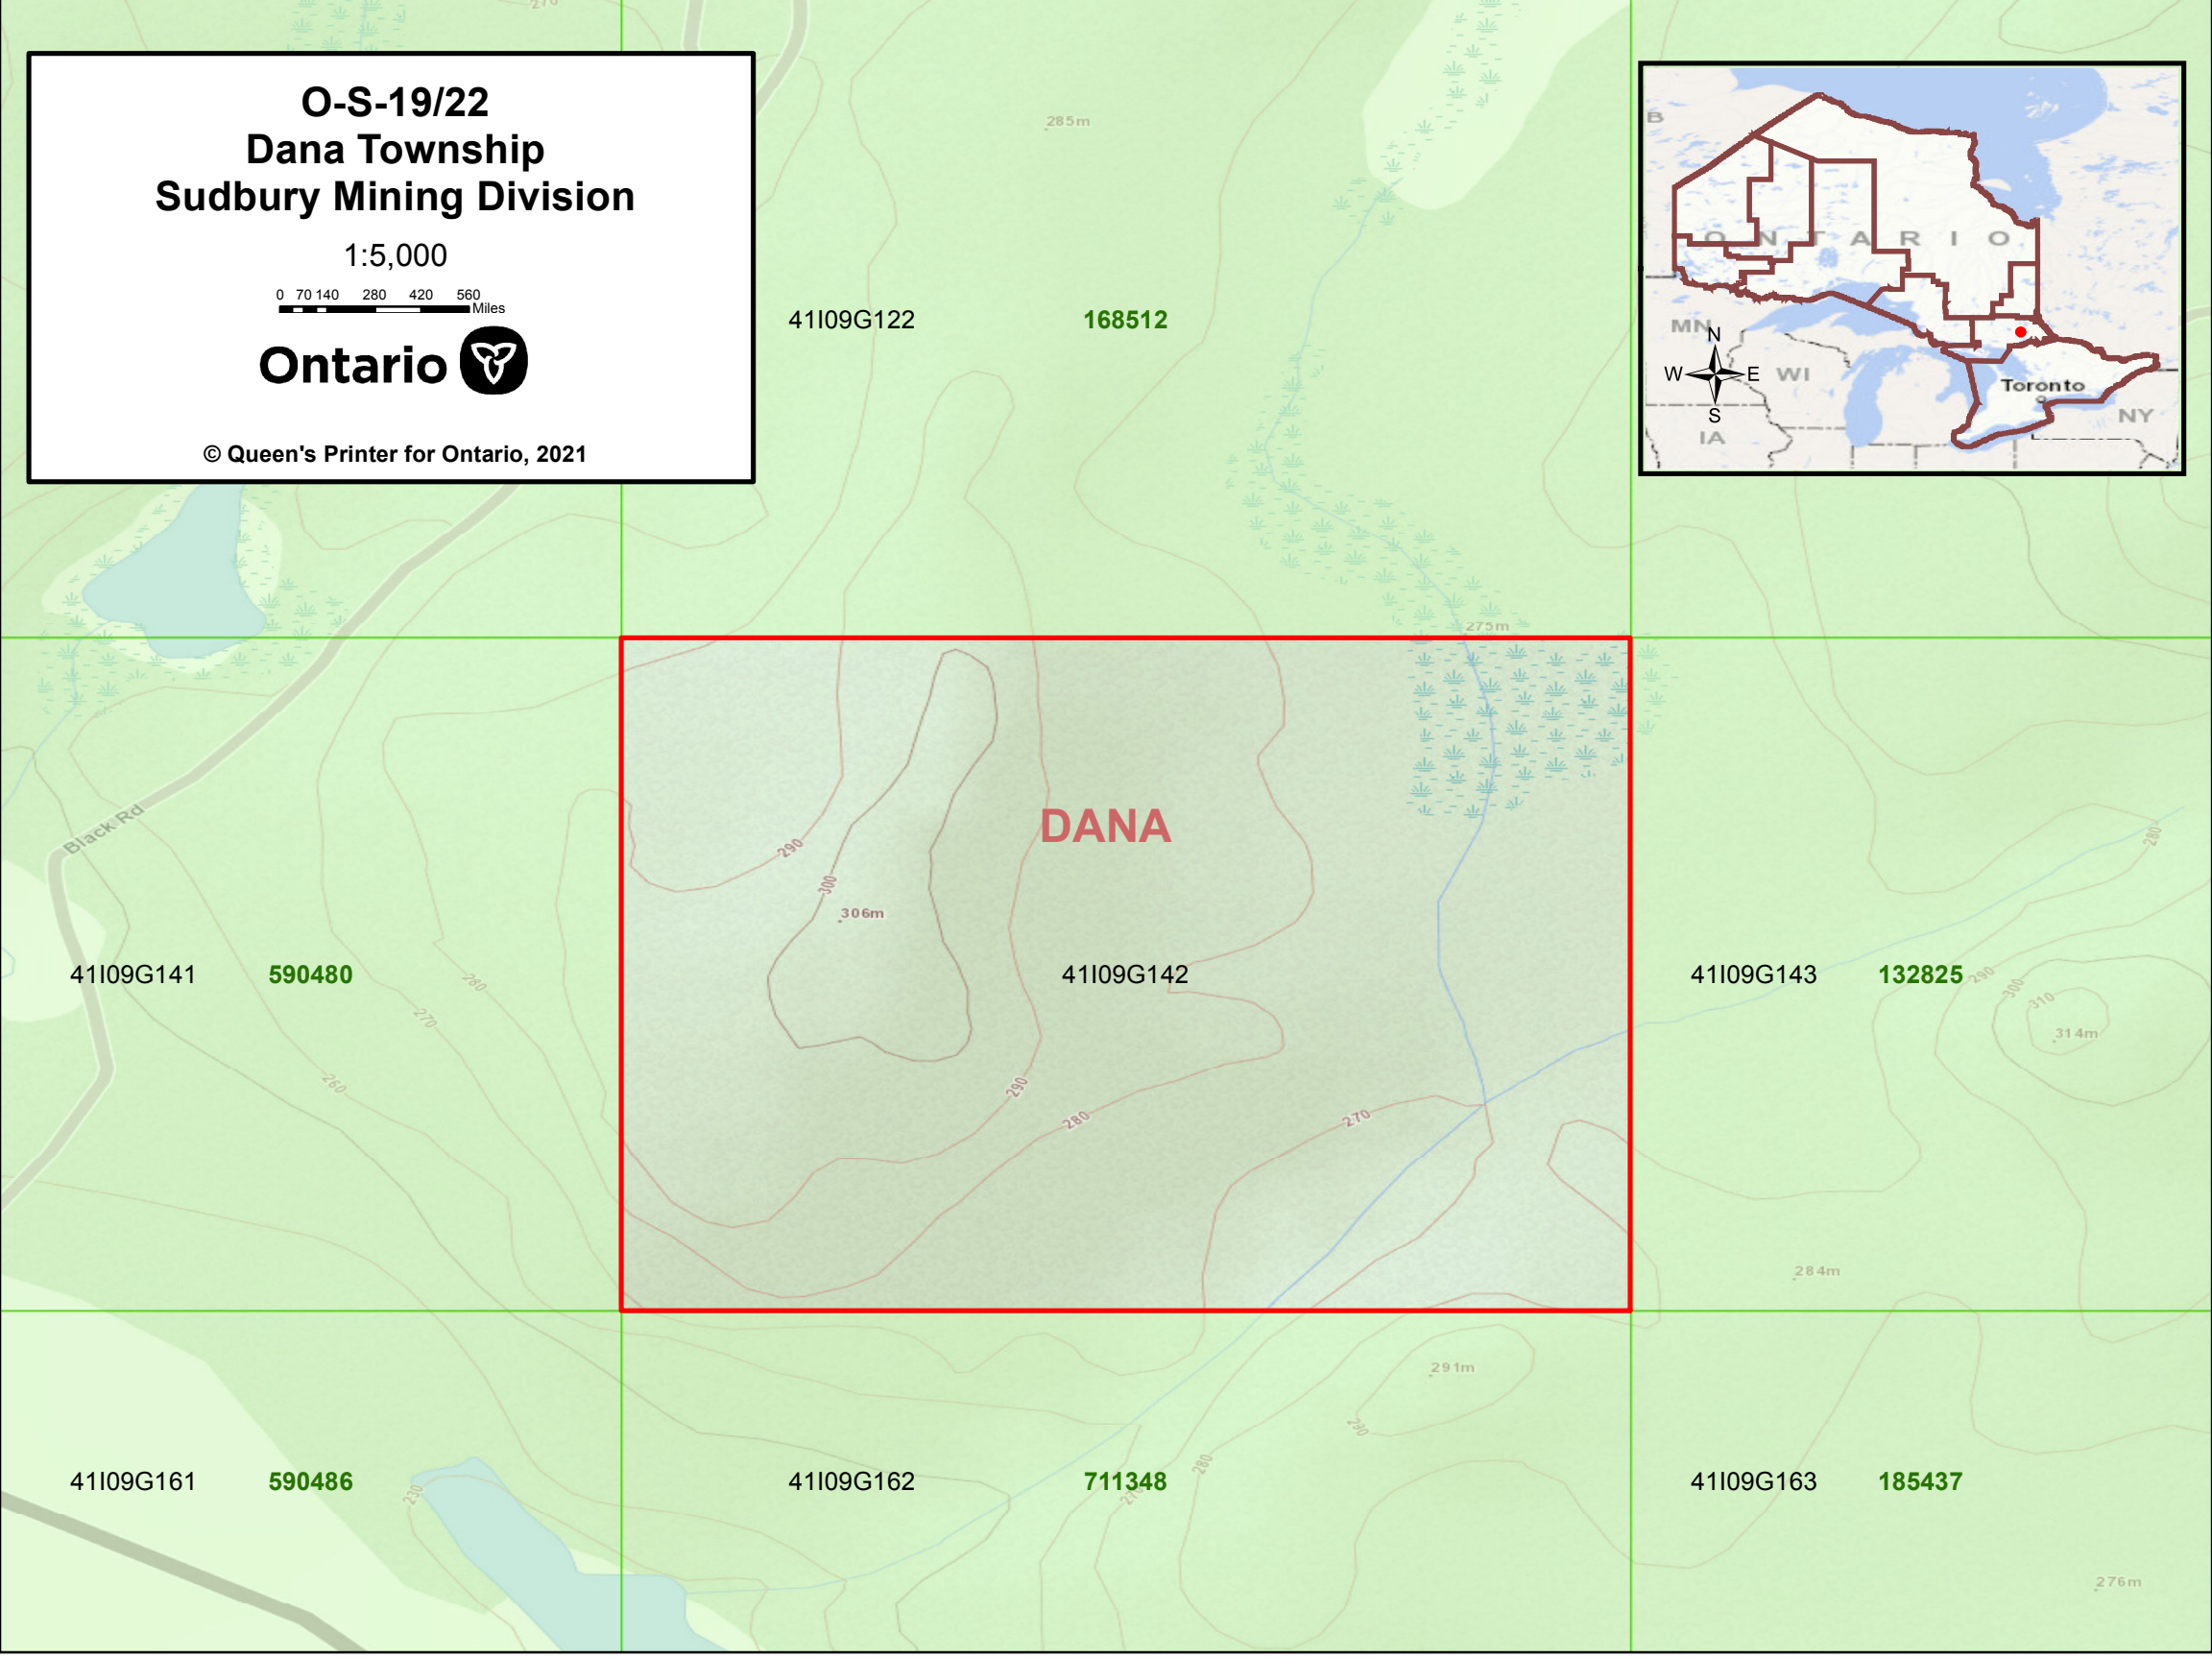 O-S-19/22
Dana Township
Sudbury Mining Division
1:5,000
0 70 140 280 420 560
Miles
Ontario
© Queen's Printer for Ontario, 2021
B
ONTARIO
MN
N
W E
S
WI
Toronto
NY
IA
270
285m
41I09G122 168512
275m
Black Rd
DANA
290
300
306m
280
41I09G141 590480
41I09G142
41I09G143 132825
290
300
310
314m
280
270
260
290
280
270
284m
291m
290
280
270
230
41I09G161 590486
41I09G162 711348
41I09G163 185437
276m